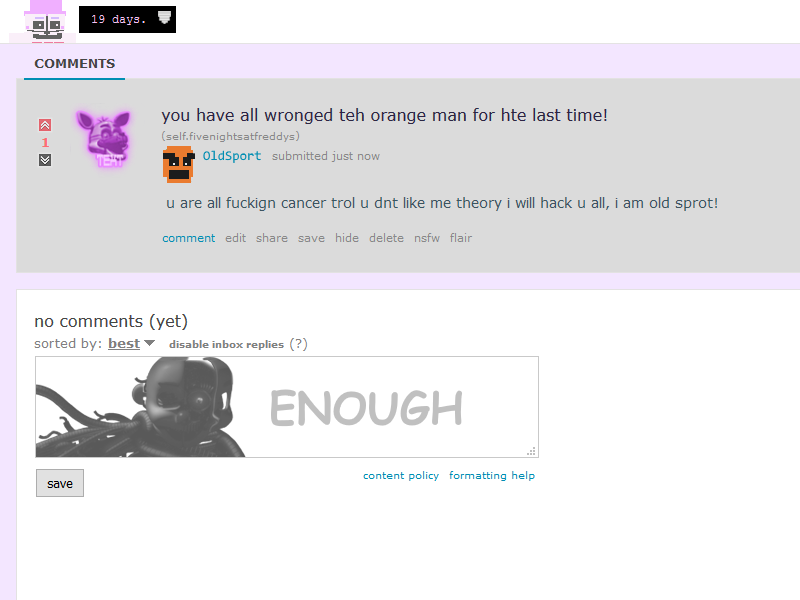 19 days.
COMMENTS
you have all wronged teh orange man for hte last time!
(self.fivenightsatfreddys)
1
TEXT
OldSport submitted just now
u are all fuckign cancer trol u dnt like me theory i will hack u all, i am old sprot!
comment edit share save hide delete nsfw flair
no comments (yet)
sorted by: best disable inbox replies (?)
ENOUGH
save
content policy formatting help